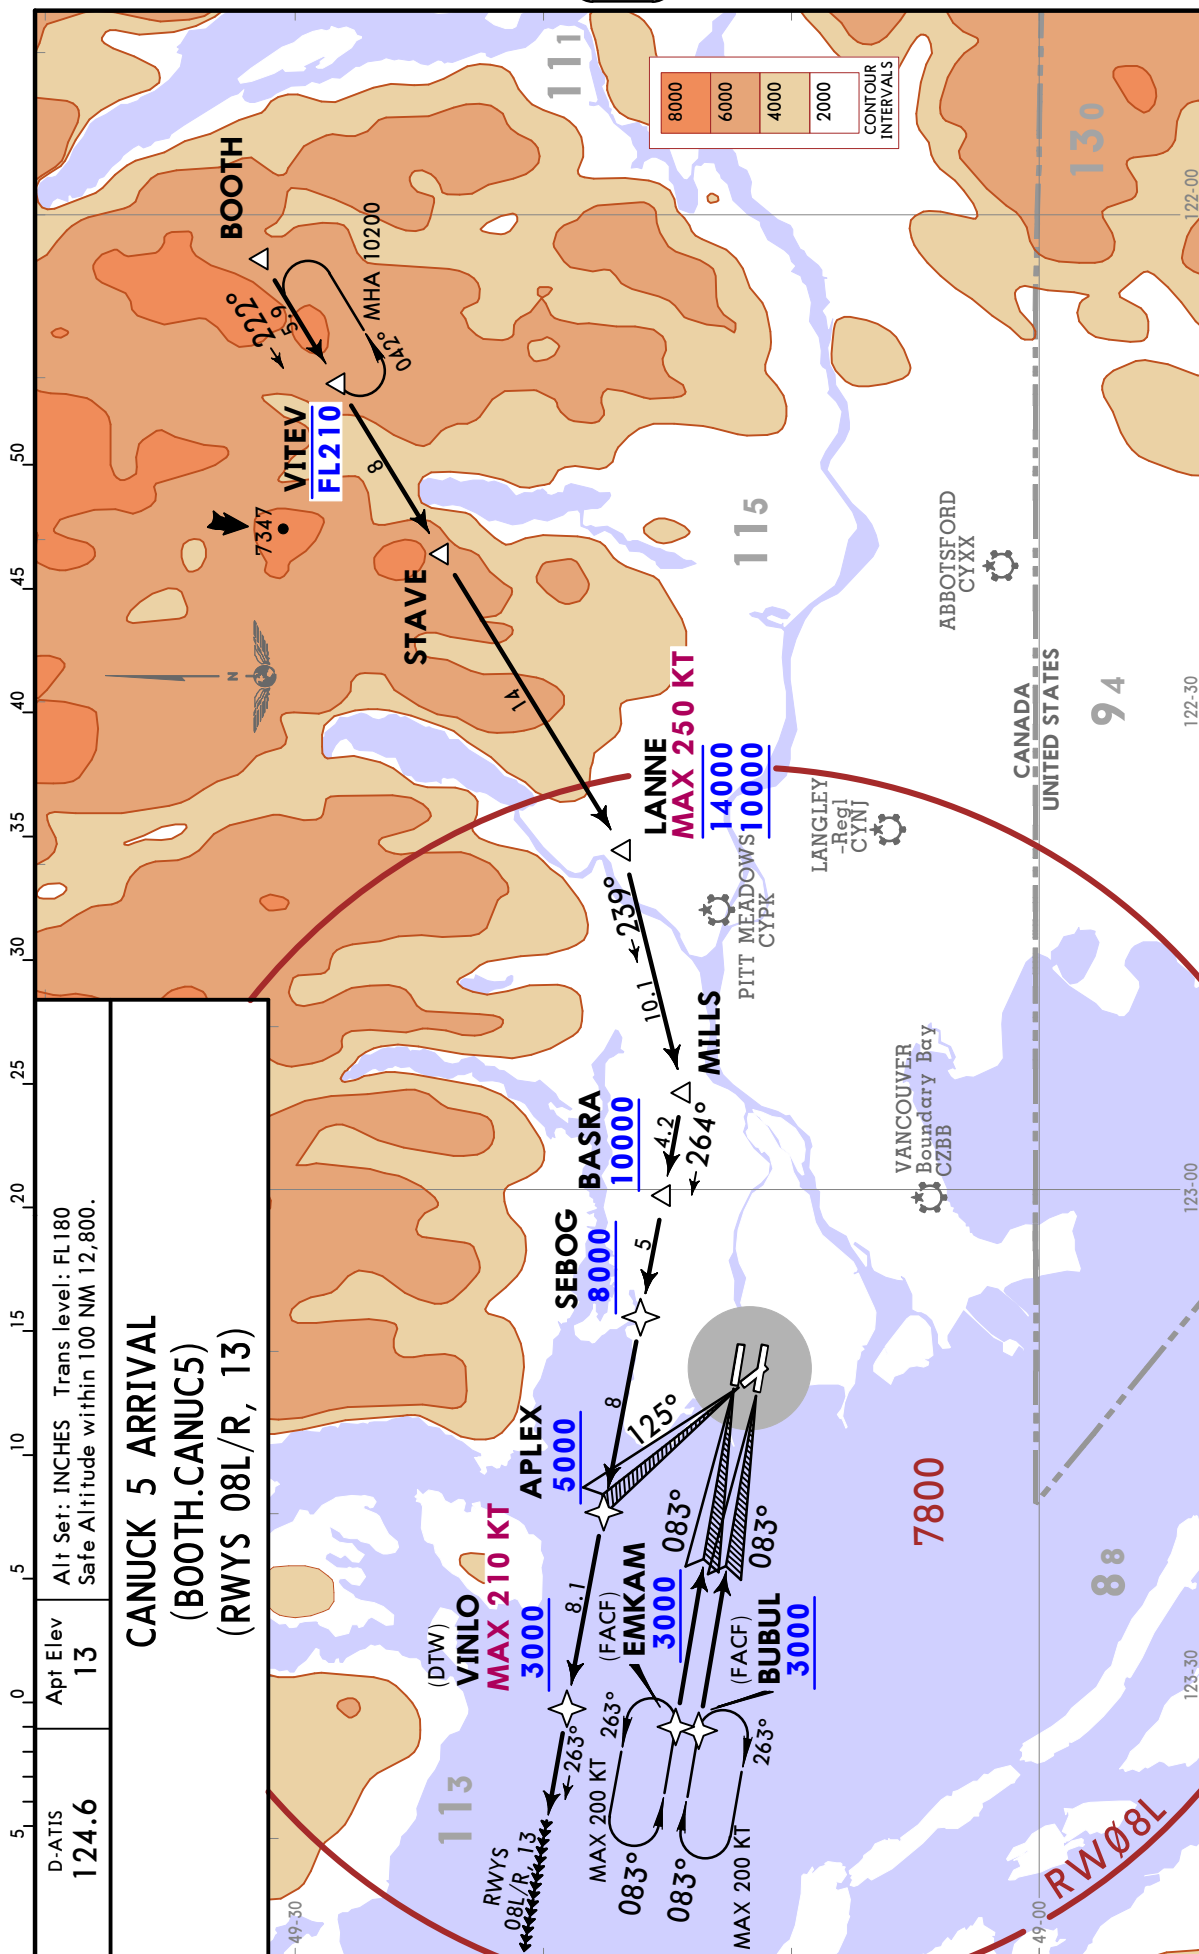 D-ATIS
124.6
Apt Elev
13
Alt Set: INCHES Trans level: FL180
Safe Altitude within 100 NM 12,800.
CANUCK 5 ARRIVAL
(BOOTH.CANUC5)
(RWYS 08L/R, 13)
5
0
5
10
15
20
25
30
35
40
45
50
BOOTH
222°
5.9
MHA 10200
042°
VITEV
FL210
8
7347
N
STAVE
14
LANNE
MAX 250 KT
14000
10000
239°
10.1
MILLS
264°
4.2
BASRA
10000
5
SEBOG
8000
8
APLEX
5000
125°
8.1
(DTW)
VINLO
MAX 210 KT
3000
263°
RWYS
08L/R, 13
(FACF)
EMKAM
3000
083°
263°
MAX 200 KT
083°
(FACF)
BUBUL
3000
083°
263°
MAX 200 KT
083°
PITT MEADOWS
CYPK
LANGLEY
-Regl
CYNJ
ABBOTSFORD
CYXX
VANCOUVER
Boundary Bay
CZBB
CANADA
UNITED STATES
111
130
115
94
113
88
7800
RWØ8L
8000
6000
4000
2000
CONTOUR
INTERVALS
49-30
49-00
122-00
122-30
123-00
123-30